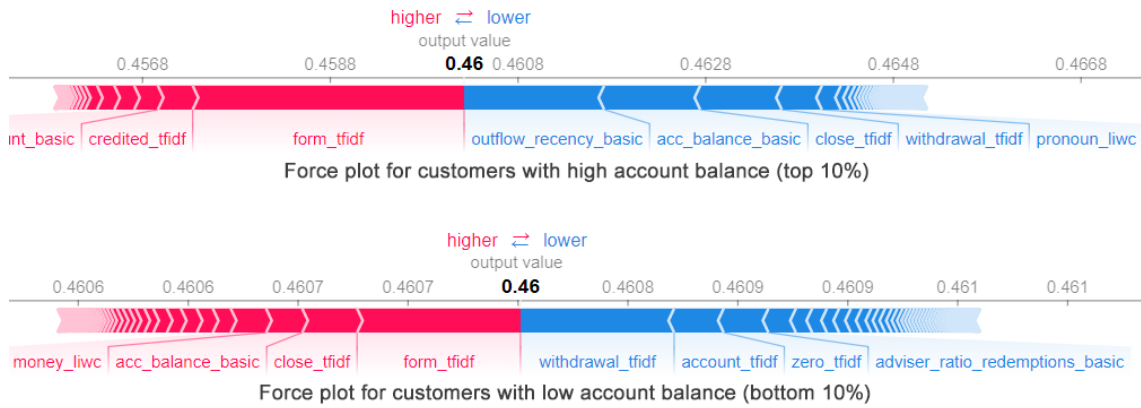 higher lower
output value
0.4568 0.4588 0.46 0.4608 0.4628 0.4648 0.4668
nt_basic credited_tfidf form_tfidf outflow_recency_basic acc_balance_basic close_tfidf withdrawal_tfidf pronoun_liwc
Force plot for customers with high account balance (top 10%)
higher lower
output value
0.4606 0.4606 0.4607 0.4607 0.46 0.4608 0.4609 0.4609 0.461 0.461
money_liwc acc_balance_basic close_tfidf form_tfidf withdrawal_tfidf account_tfidf zero_tfidf adviser_ratio_redemptions_basic
Force plot for customers with low account balance (bottom 10%)